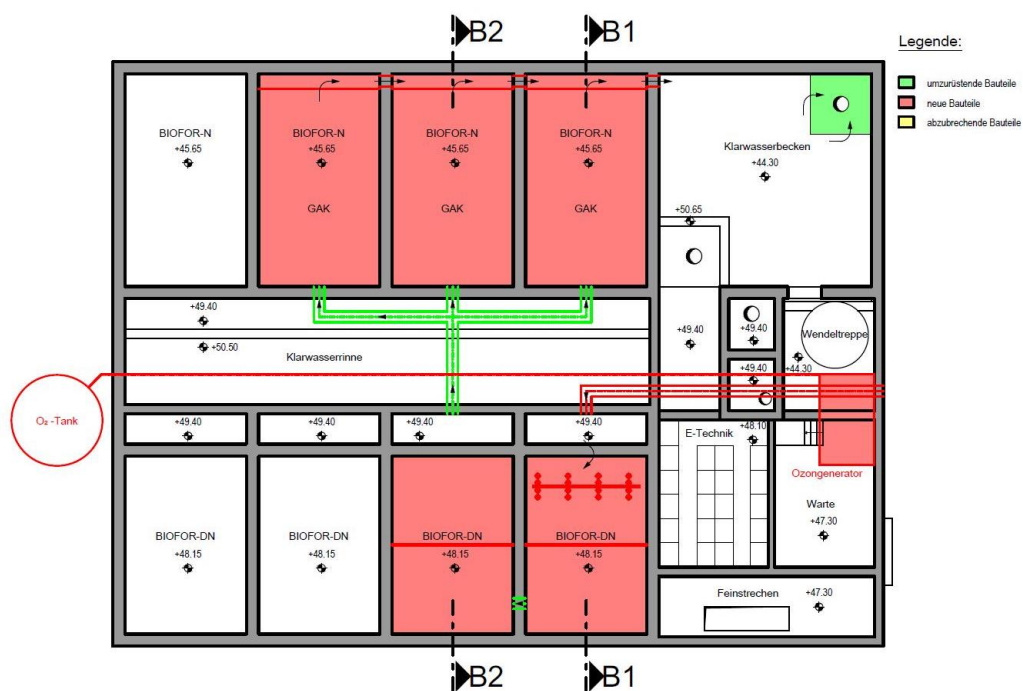 B2
B1
Legende:
umzurüstende Bauteile
neue Bauteile
abzubrechende Bauteile
BIOFOR-N
+45.65
BIOFOR-N
+45.65
GAK
BIOFOR-N
+45.65
GAK
BIOFOR-N
+45.65
GAK
Klarwasserbecken
+44.30
+50.65
+49.40
+50.50
Klarwasserrinne
+49.40
+49.40
+49.40
Wendeltreppe
+44.30
O₂ -Tank
+49.40
+49.40
+49.40
+49.40
E-Technik
+48.10
Ozongenerator
Warte
+47.30
BIOFOR-DN
+48.15
BIOFOR-DN
+48.15
BIOFOR-DN
+48.15
BIOFOR-DN
+48.15
Feinstrechen
+47.30
B2
B1